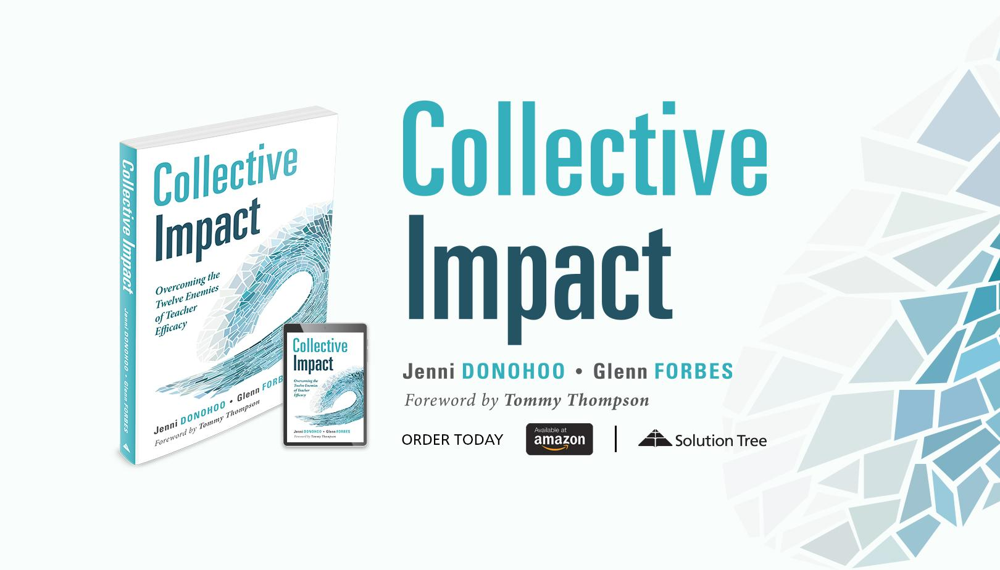 Collective
Impact
Overcoming the
Twelve Enemies
of Teacher
Efficacy
Jenni DONOHOO • Glenn FORB
Foreword by Tommy Thompson
Collective Impact Jenni DONOHOO • Glenn FORBES
Collective
Impact
Overcoming the
Twelve Enemies
of Teacher
Efficacy
Jenni DONOHOO • Glenn FORBES
Foreword by Tommy Thompson
Collective
Impact
Jenni DONOHOO • Glenn FORBES
Foreword by Tommy Thompson
ORDER TODAY
Available at
amazon
Solution Tree